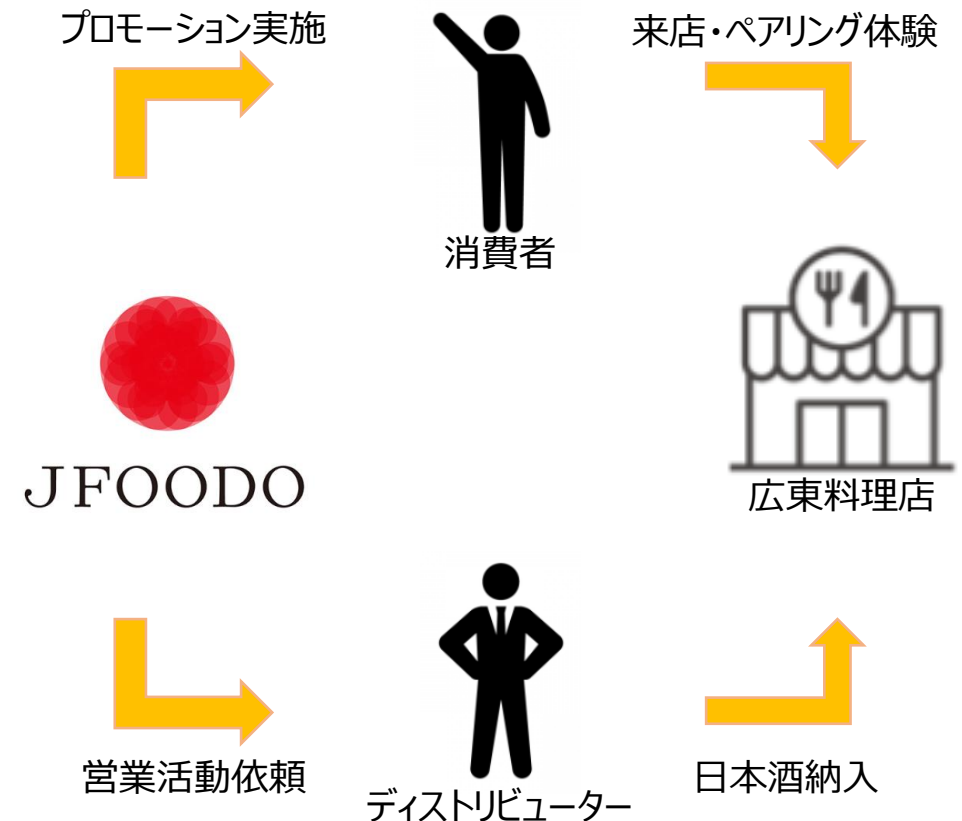 プロモーション実施
来店・ペアリング体験
消費者
JFOODO
広東料理店
営業活動依頼
日本酒納入
ディストリビューター